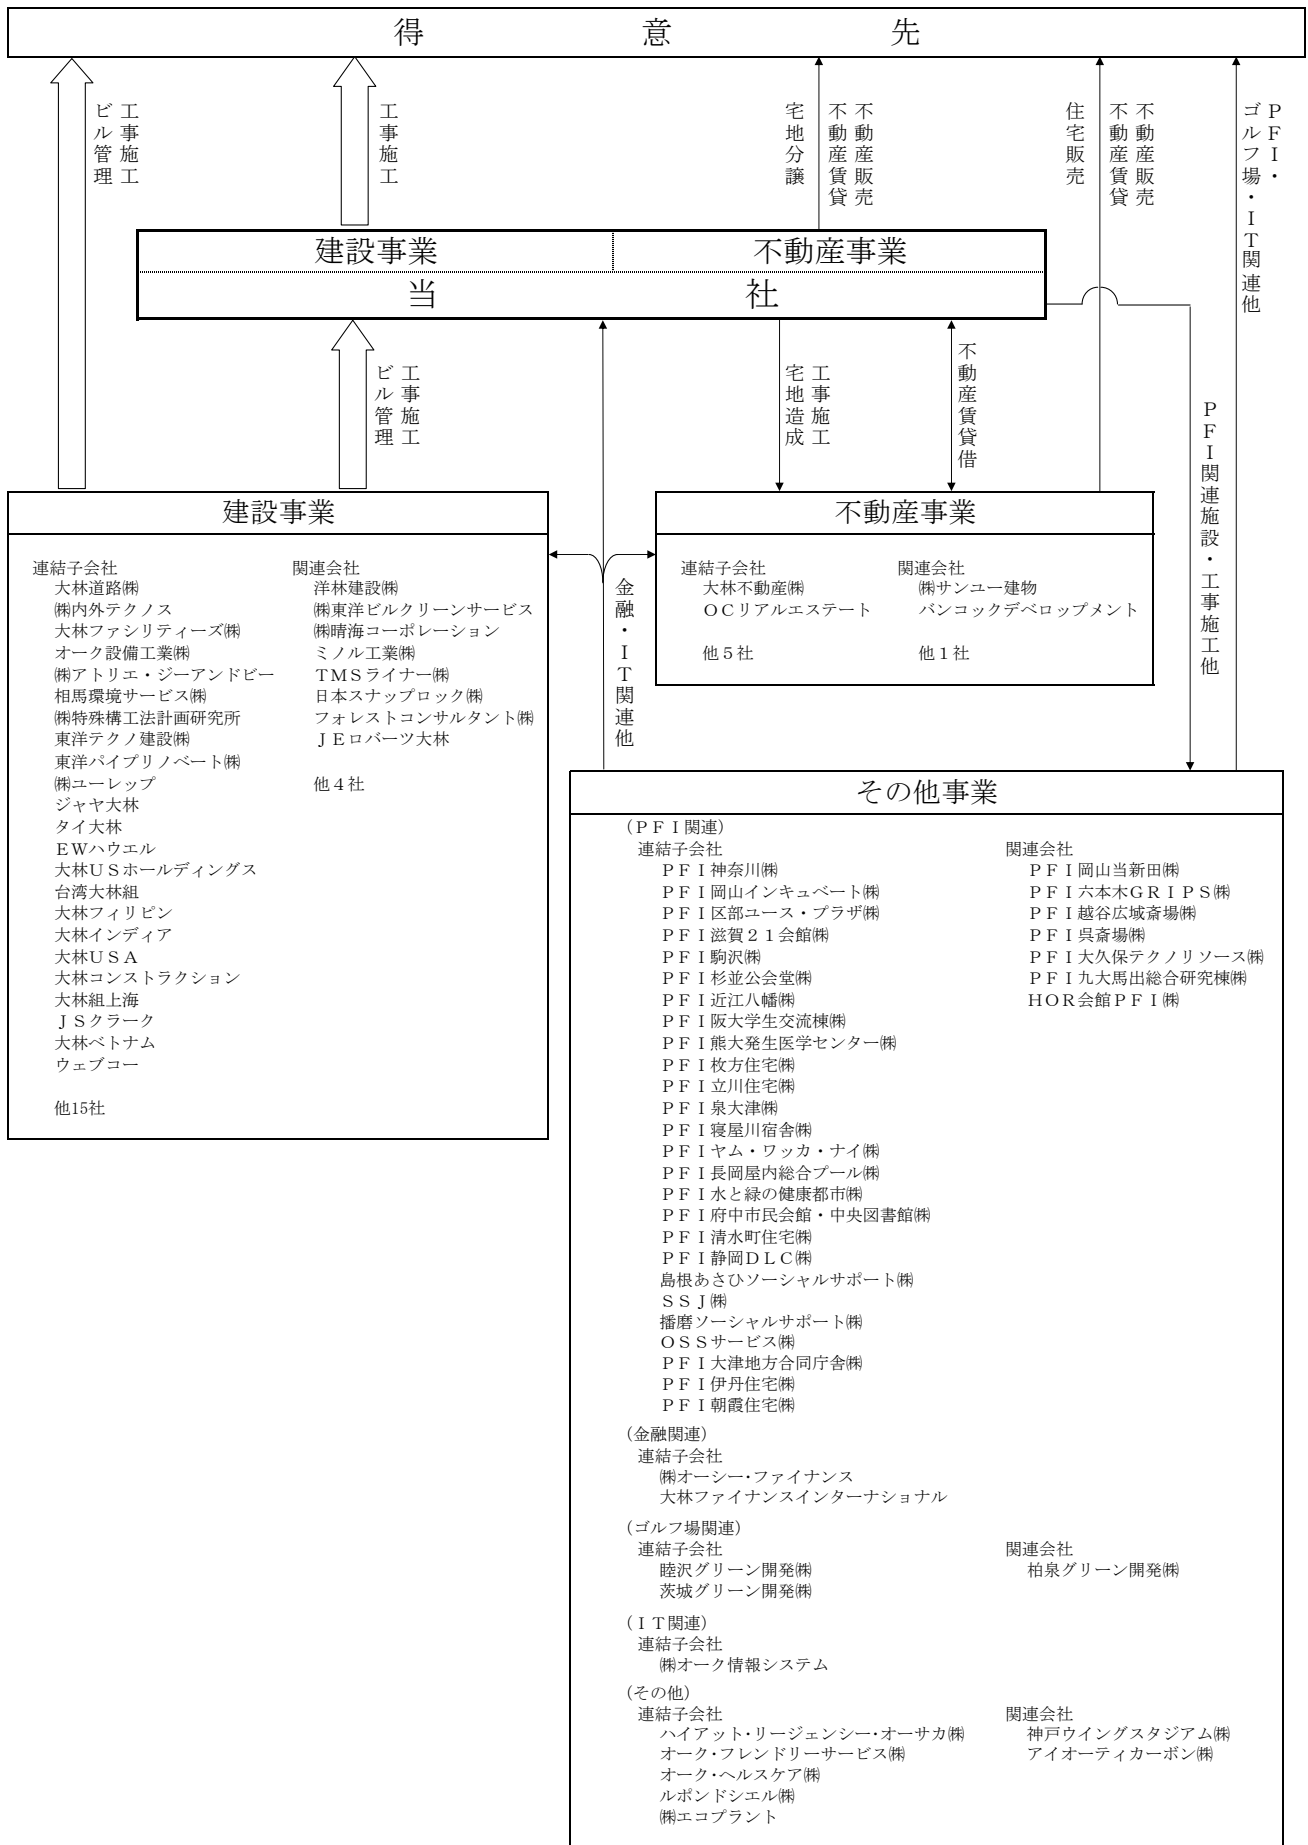 得意先
工事施工
ビル管理
工事施工
不動産販売
不動産賃貸
宅地分譲
不動産販売
不動産賃貸
住宅販売
ＰＦＩ・
ゴルフ場・ＩＴ関連他
建設事業
不動産事業
当社
工事施工
ビル管理
工事施工
宅地造成
不動産賃貸借
ＰＦＩ関連施設・工事施工他
金融・ＩＴ関連他
建設事業
連結子会社
大林道路㈱
㈱内外テクノス
大林ファシリティーズ㈱
オーク設備工業㈱
㈱アトリエ・ジーアンドビー
相馬環境サービス㈱
㈱特殊構工法計画研究所
東洋テクノ建設㈱
東洋パイプリノベート㈱
㈱ユーレップ
ジャヤ大林
タイ大林
ＥＷハウエル
大林ＵＳホールディングス
台湾大林組
大林フィリピン
大林インディア
大林ＵＳＡ
大林コンストラクション
大林組上海
ＪＳクラーク
大林ベトナム
ウェブコー
他15社
関連会社
洋林建設㈱
㈱東洋ビルクリーンサービス
㈱晴海コーポレーション
ミノル工業㈱
ＴＭＳライナー㈱
日本スナップロック㈱
フォレストコンサルタント㈱
ＪＥロバーツ大林
他４社
不動産事業
連結子会社
大林不動産㈱
ＯＣリアルエステート
他５社
関連会社
㈱サンユー建物
バンコックデベロップメント
他１社
その他事業
（ＰＦＩ関連）
連結子会社
ＰＦＩ神奈川㈱
ＰＦＩ岡山インキュベート㈱
ＰＦＩ区部ユース・プラザ㈱
ＰＦＩ滋賀２１会館㈱
ＰＦＩ駒沢㈱
ＰＦＩ杉並公会堂㈱
ＰＦＩ近江八幡㈱
ＰＦＩ阪大学生交流棟㈱
ＰＦＩ熊大発生医学センター㈱
ＰＦＩ枚方住宅㈱
ＰＦＩ立川住宅㈱
ＰＦＩ泉大津㈱
ＰＦＩ寝屋川宿舎㈱
ＰＦＩヤム・ワッカ・ナイ㈱
ＰＦＩ長岡屋内総合プール㈱
ＰＦＩ水と緑の健康都市㈱
ＰＦＩ府中市民会館・中央図書館㈱
ＰＦＩ清水町住宅㈱
ＰＦＩ静岡ＤＬＣ㈱
島根あさひソーシャルサポート㈱
ＳＳＪ㈱
播磨ソーシャルサポート㈱
ＯＳＳサービス㈱
ＰＦＩ大津地方合同庁舎㈱
ＰＦＩ伊丹住宅㈱
ＰＦＩ朝霞住宅㈱
関連会社
ＰＦＩ岡山当新田㈱
ＰＦＩ六本木ＧＲＩＰＳ㈱
ＰＦＩ越谷広域斎場㈱
ＰＦＩ呉斎場㈱
ＰＦＩ大久保テクノリソース㈱
ＰＦＩ九大馬出総合研究棟㈱
ＨＯＲ会館ＰＦＩ㈱
（金融関連）
連結子会社
㈱オーシー・ファイナンス
大林ファイナンスインターナショナル
（ゴルフ場関連）
連結子会社
睦沢グリーン開発㈱
茨城グリーン開発㈱
関連会社
柏泉グリーン開発㈱
（ＩＴ関連）
連結子会社
㈱オーク情報システム
（その他）
連結子会社
ハイアット・リージェンシー・オーサカ㈱
オーク・フレンドリーサービス㈱
オーク・ヘルスケア㈱
ルポンドシエル㈱
㈱エコプラント
関連会社
神戸ウイングスタジアム㈱
アイオーティカーボン㈱